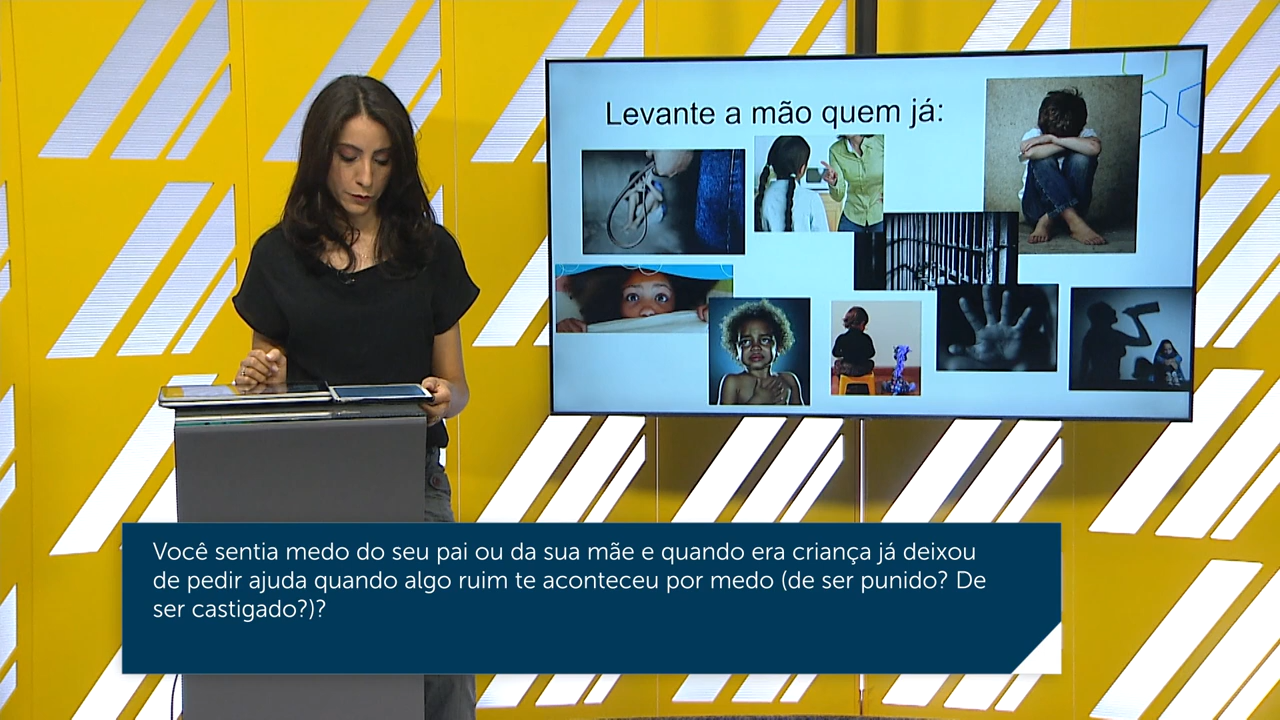 Levante a mão quem já:
Você sentia medo do seu pai ou da sua mãe e quando era criança já deixou
de pedir ajuda quando algo ruim te aconteceu por medo (de ser punido? De
ser castigado?)?